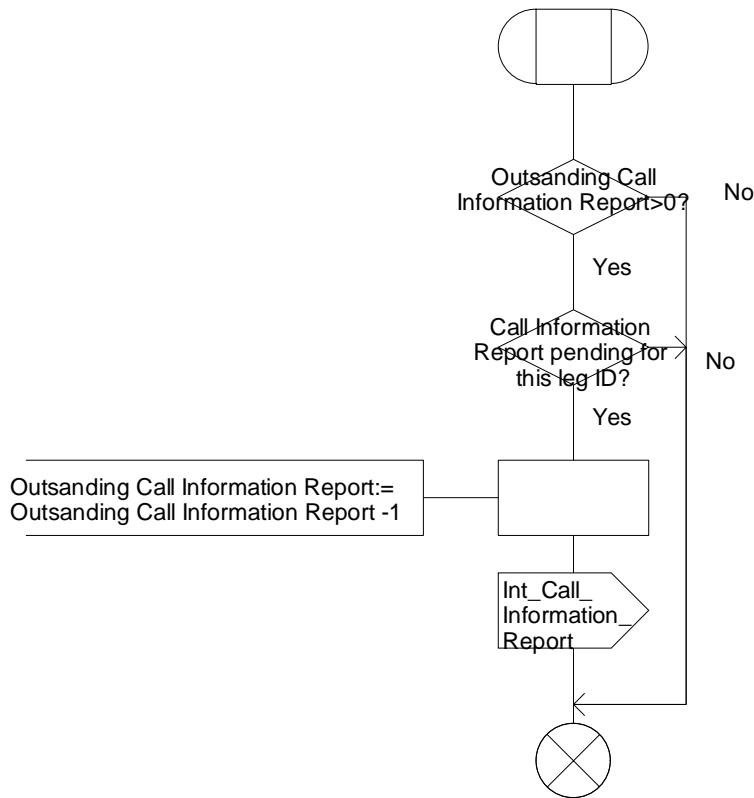 Outsanding Call
Information Report>0?
No
Yes
Call Information
Report pending for
this leg ID?
No
Yes
Outsanding Call Information Report:=
Outsanding Call Information Report -1
Int_Call_
Information_
Report